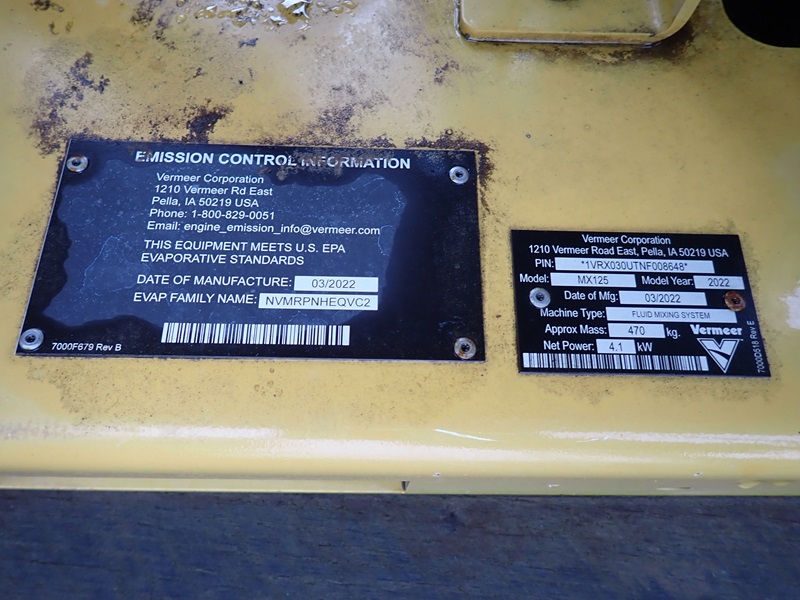 EMISSION CONTROL INFORMATION
Vermeer Corporation
1210 Vermeer Rd East
Pella, IA 50219 USA
Phone: 1-800-829-0051
Email: engine_emission_info@vermeer.com
THIS EQUIPMENT MEETS U.S. EPA
EVAPORATIVE STANDARDS
DATE OF MANUFACTURE: 03/2022
EVAP FAMILY NAME: NVMRPNHEQVC2
7000F679 Rev B
Vermeer Corporation
1210 Vermeer Road East, Pella, IA 50219 USA
PIN: *1VRX030UTNF008648*
Model: MX125 Model Year: 2022
Date of Mfg: 03/2022
Machine Type: FLUID MIXING SYSTEM
Approx Mass: 470 kg.
Net Power: 4.1 kW
Vermeer
7000D515 Rev E